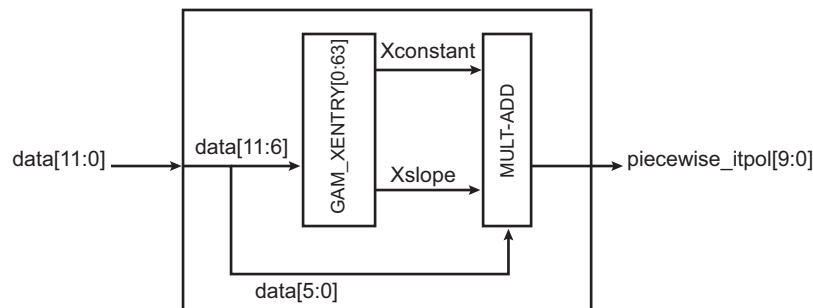 Xconstant
GAM_XENTRY[0:63]
MULT-ADD
data[11:0]
data[11:6]
piecewise_itpol[9:0]
Xslope
data[5:0]